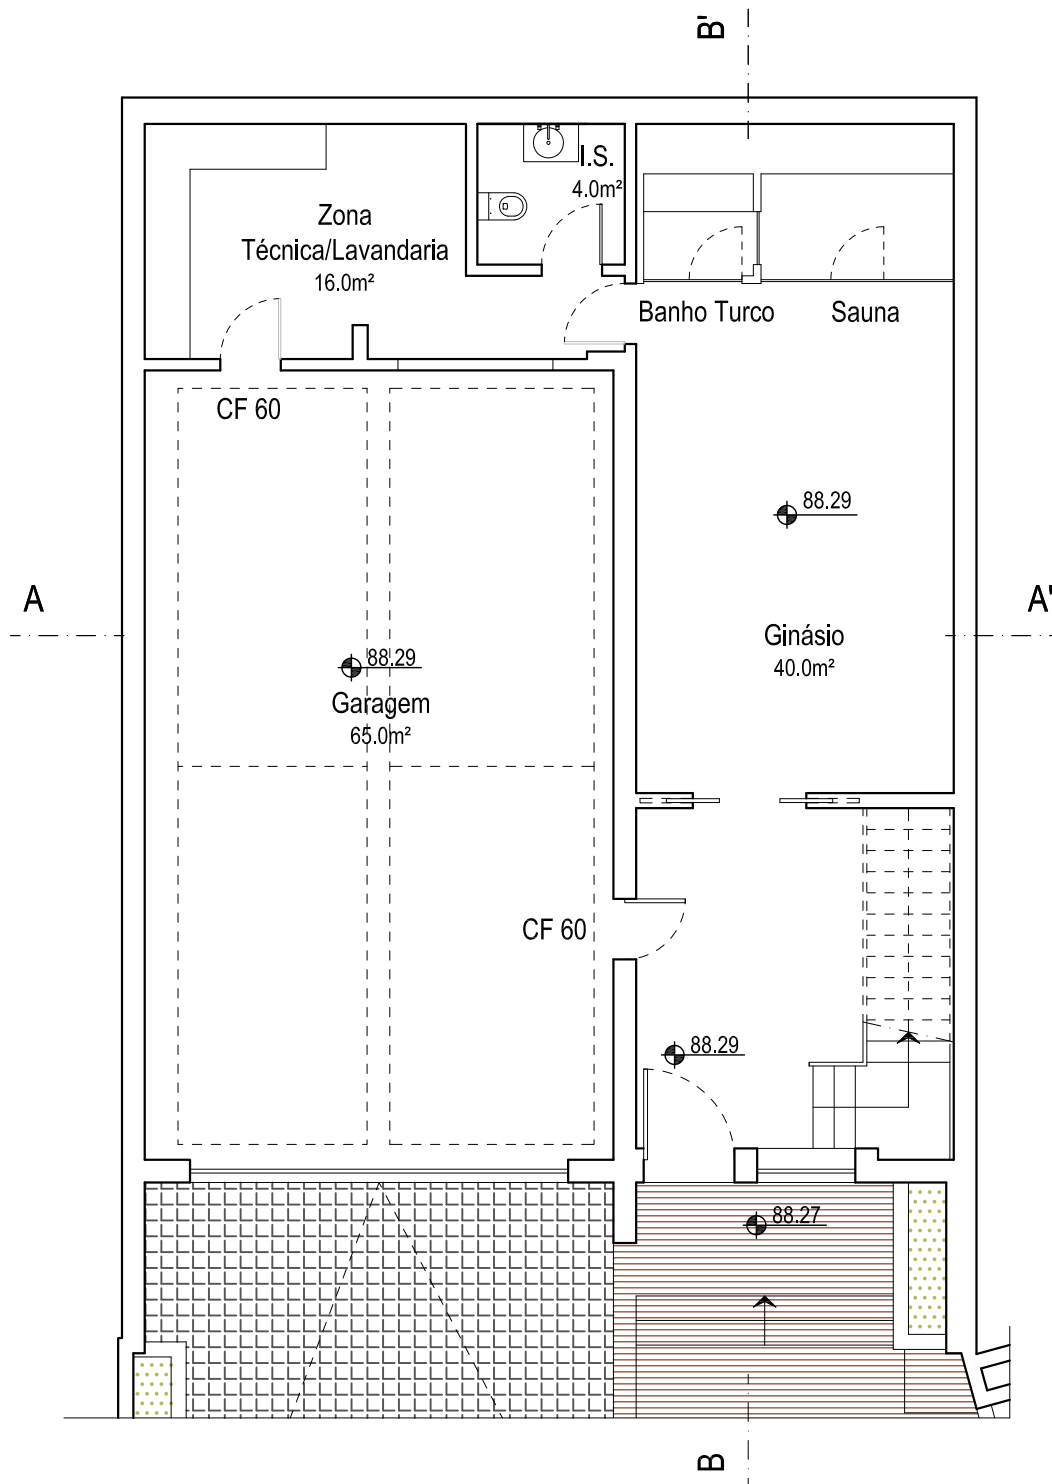 B'
I.S.
4.0m²
Zona
Técnica/Lavandaria
16.0m²
Banho Turco
Sauna
CF 60
88.29
A
A'
Ginásio
40.0m²
88.29
Garagem
65.0m²
CF 60
88.29
88.27
B